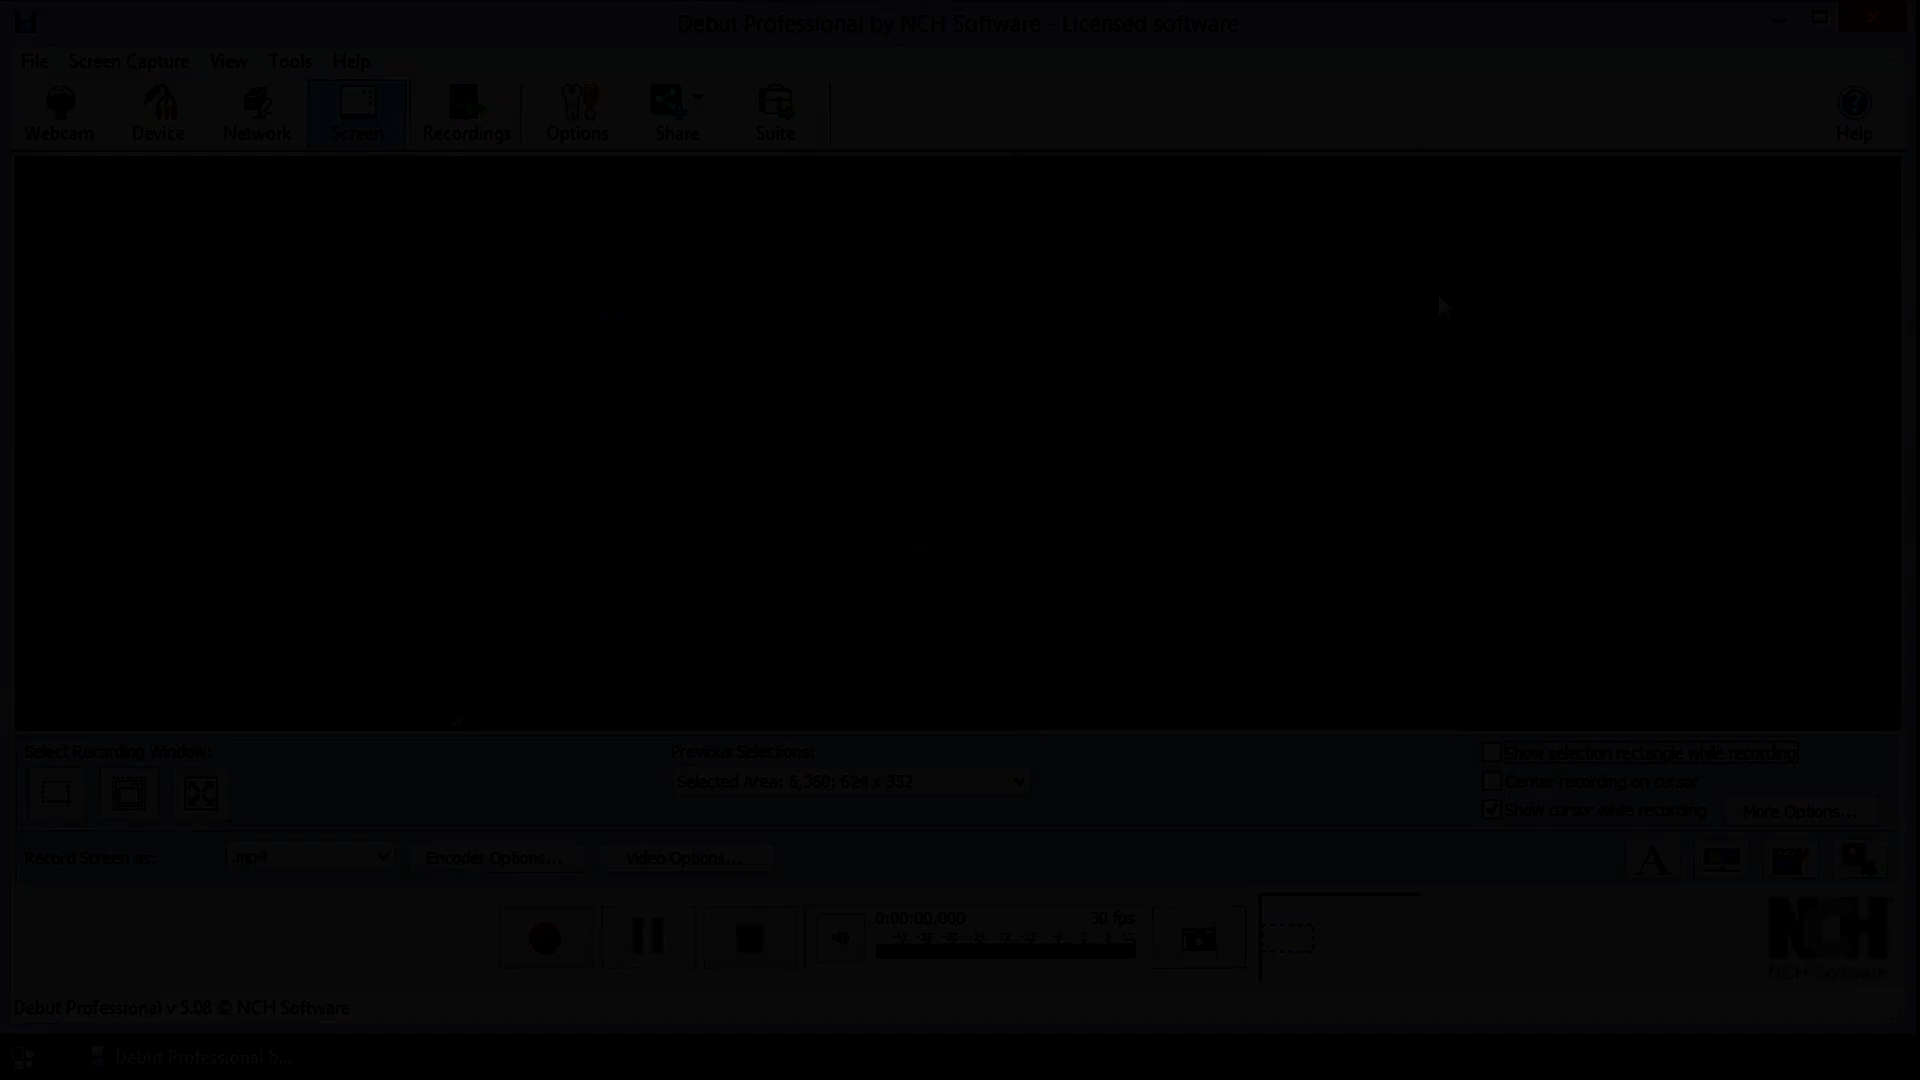 Debut Professional by NCH Software - Licensed software
File Screen Capture View Tools Help
Webcam Device Network Screen Recordings Options Share Suite Help
Select Recording Window:
Previous Selections:
Show selection rectangle while recording
Selected Area: 5,360; 624 x 352
Center recording on cursor
Show cursor while recording
More Options...
Record Screen as: .mp4 Encoder Options... Video Options...
A
0:00:00.000 30 fps
NCH
NCH Software
Debut Professional v 5.08 © NCH Software
Debut Professional b...